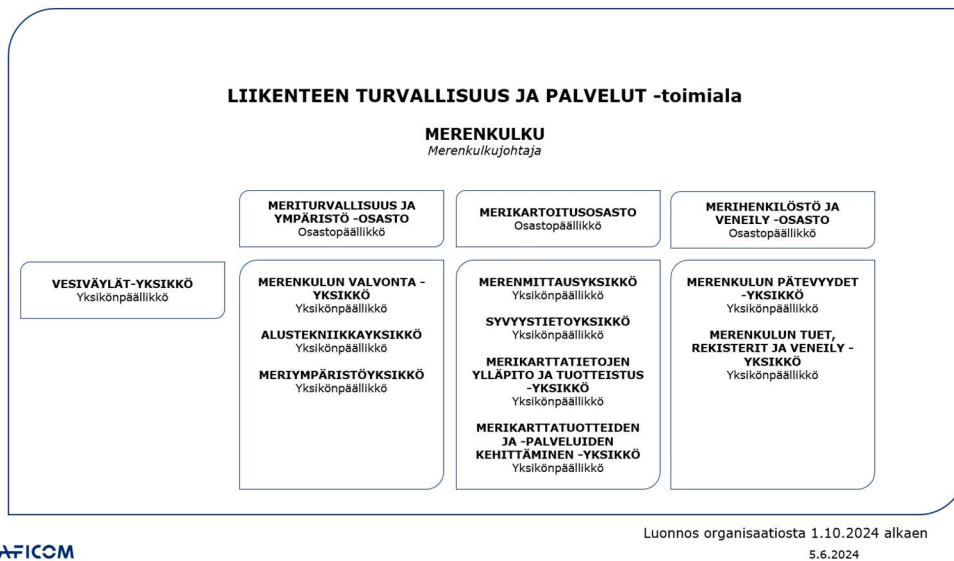 LIIKENTEEN TURVALLISUUS JA PALVELUT -toimiala
MERENKULKU
Merenkulkujohtaja
MERITURVALLISUUS JA
YMPÄRISTÖ -OSASTO
Osastopäällikkö
MERIKARTOITUSOSASTO
Osastopäällikkö
MERIHENKILÖSTÖ JA
VENEILY -OSASTO
Osastopäällikkö
VESIVÄYLÄT-YKSIKKÖ
Yksikönpäällikkö
MERENKULUN VALVONTA -
YKSIKKÖ
Yksikönpäällikkö
ALUSTEKNIIKKAYKSIKKÖ
Yksikönpäällikkö
MERIYMPÄRISTÖYKSIKKÖ
Yksikönpäällikkö
MERENMITTAUSYKSIKKÖ
Yksikönpäällikkö
SYVYYSTIETOYKSIKKÖ
Yksikönpäällikkö
MERIKARTTATIETOJEN
YLLÄPITO JA TUOTTEISTUS
-YKSIKKÖ
Yksikönpäällikkö
MERIKARTTATUOTTEIDEN
JA -PALVELUIDEN
KEHITTÄMINEN -YKSIKKÖ
Yksikönpäällikkö
MERENKULUN PÄTEVYYDET
-YKSIKKÖ
Yksikönpäällikkö
MERENKULUN TUET,
REKISTERIT JA VENEILY -
YKSIKKÖ
Yksikönpäällikkö
Luonnos organisaatiosta 1.10.2024 alkaen
5.6.2024
AFICOM